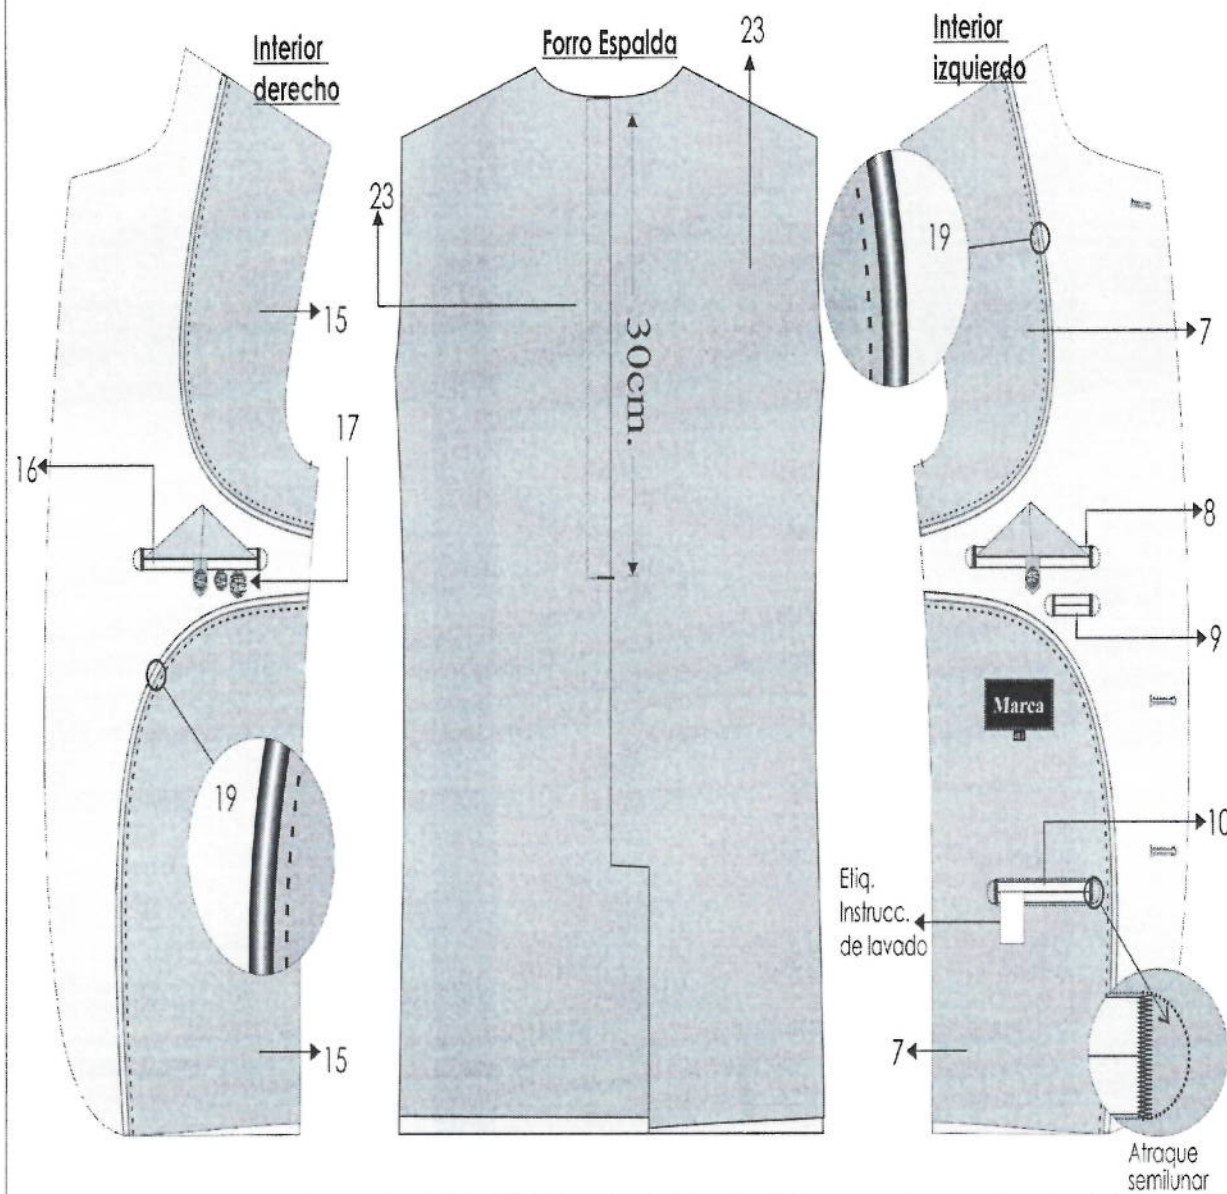 Interior
derecho
Forro Espalda
23
Interior
izquierdo
23
19
15
7
30cm.
17
16
8
9
Marca
19
10
Etiq.
Instrucc.
de lavado
15
7
Atraque
semilunar